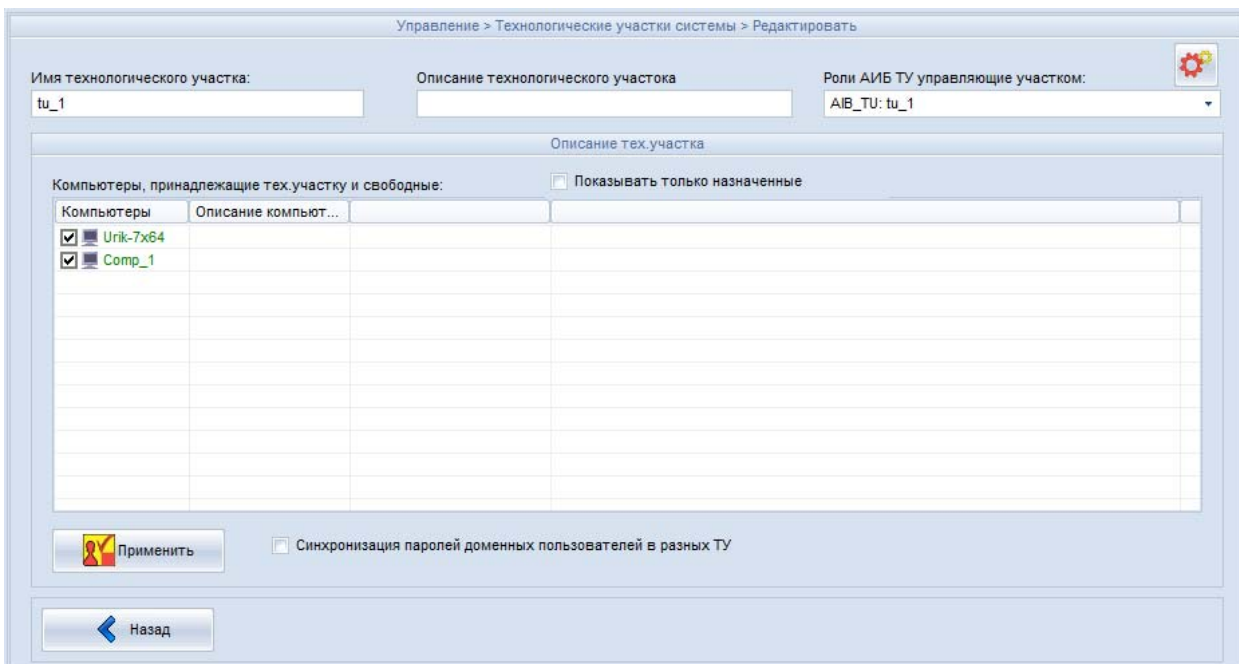 Управление > Технологические участки системы > Редактировать
Имя технологического участка: Описание технологического участока Роли АИБ ТУ управляющие участком:
tu_1 AIB_TU: tu_1
Описание тех.участка
Компьютеры, принадлежащие тех.участку и свободные: Показывать только назначенные
Компьютеры Описание компьют...
Urik-7x64
Comp_1
Применить Синхронизация паролей доменных пользователей в разных ТУ
Назад